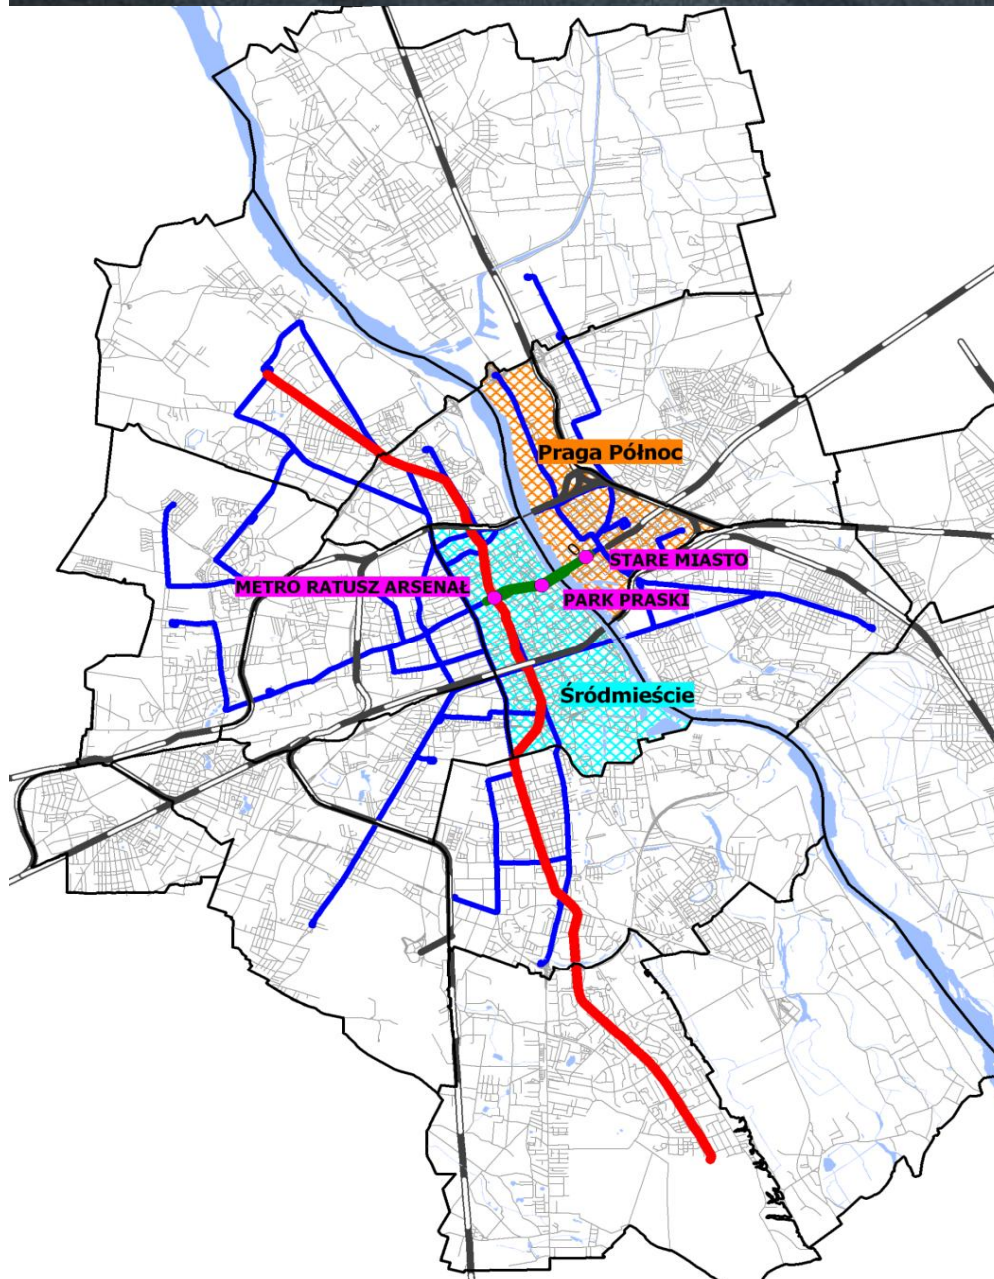 Praga Północ
STARE MIASTO
METRO RATUSZ ARSENAŁ
PARK PRASKI
Śródmieście